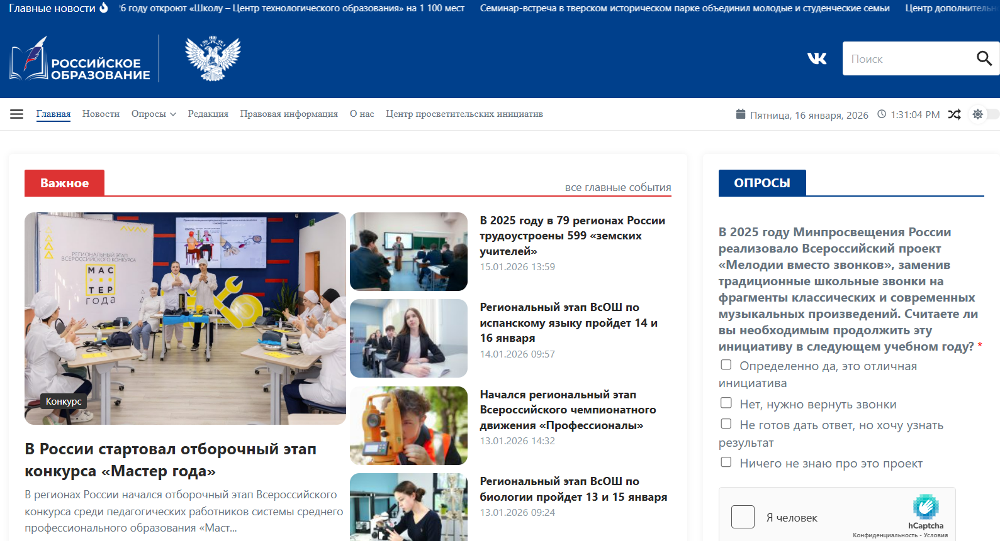 Главные новости
26 году откроют «Школу – Центр технологического образования» на 1 100 мест
Семинар-встреча в тверском историческом парке объединил молодые и студенческие семьи
Центр дополнительн
РОССИЙСКОЕ
ОБРАЗОВАНИЕ
Поиск
Главная
Новости
Опросы
Редакция
Правовая информация
О нас
Центр просветительских инициатив
Пятница, 16 января, 2026
1:31:04 PM
Важное
все главные события
РЕГИОНАЛЬНЫЙ ЭТАП
ВСЕРОССИЙСКОГО КОНКУРСА
МАС
ТЕР
ГОДА
Конкурс
В России стартовал отборочный этап
конкурса «Мастер года»
В регионах России начался отборочный этап Всероссийского
конкурса среди педагогических работников системы среднего
профессионального образования «Маст...
В 2025 году в 79 регионах России
трудоустроены 599 «земских
учителей»
15.01.2026 13:59
Региональный этап ВсОШ по
испанскому языку пройдет 14 и
16 января
14.01.2026 09:57
Начался региональный этап
Всероссийского чемпионатного
движения «Профессионалы»
13.01.2026 14:32
Региональный этап ВсОШ по
биологии пройдет 13 и 15 января
13.01.2026 09:24
ОПРОСЫ
В 2025 году Минпросвещения России
реализовало Всероссийский проект
«Мелодии вместо звонков», заменив
традиционные школьные звонки на
фрагменты классических и современных
музыкальных произведений. Считаете ли
вы необходимым продолжить эту
инициативу в следующем учебном году? *
Определенно да, это отличная
инициатива
Нет, нужно вернуть звонки
Не готов дать ответ, но хочу узнать
результат
Ничего не знаю про это проект
Я человек
hCaptcha
Конфиденциальность - Условия